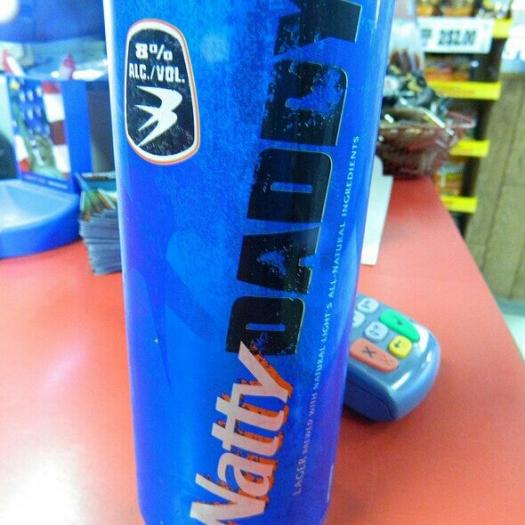 8%
ALC./VOL.
Natty
DADDY
LAGER BREWED WITH NATURAL LIGHT'S ALL-NATURAL INGREDIENTS